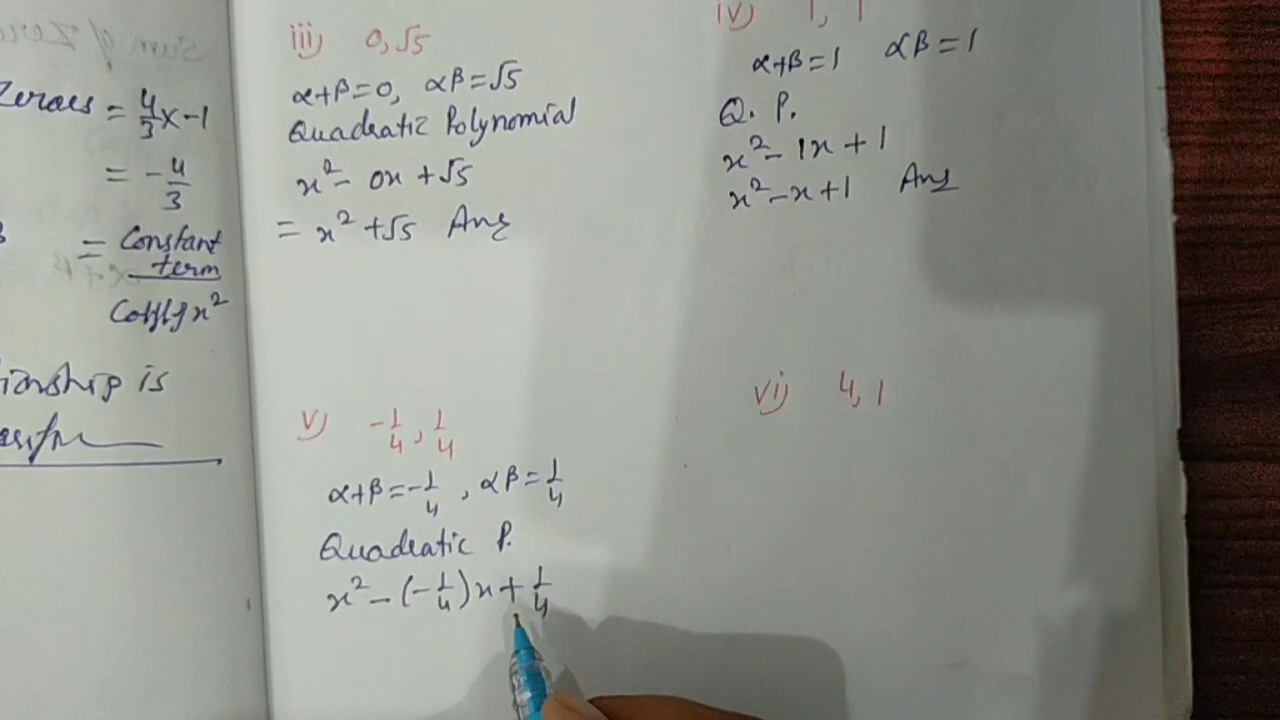 Zeroes = 4/3 x -1
= -4/3
= Constant term
Coeff of x²
ionship is
iii) 0, √5
α+β=0, αβ=√5
Quadratic Polynomial
x² - 0x + √5
= x² + √5 Ans
iv) 1, 1
α+β=1 αβ=1
Q. P.
x² - 1x + 1
x² - x + 1 Ans
v) -1/4, 1/4
α+β = -1/4, αβ = 1/4
Quadratic P.
x² - (-1/4)x + 1/4
vi) 4, 1